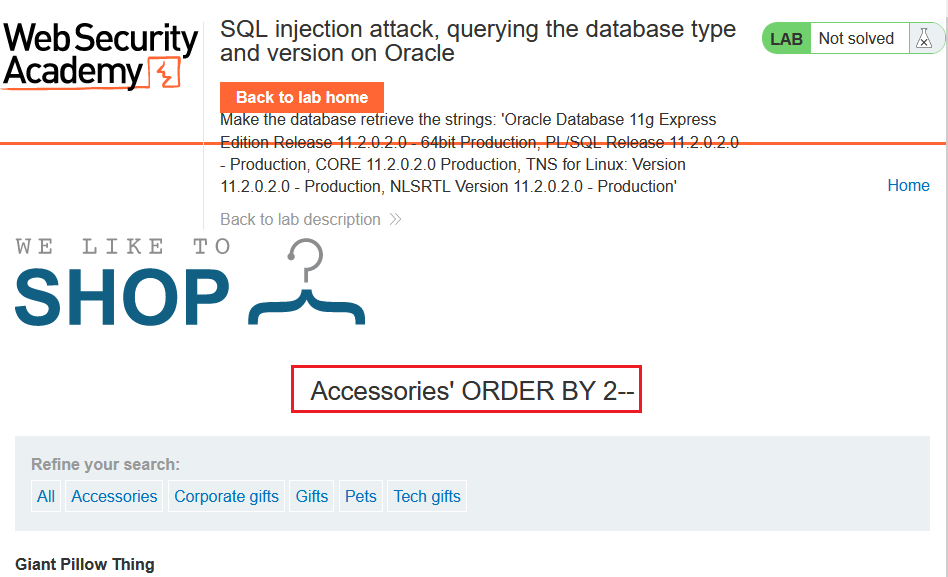 Web Security
Academy
SQL injection attack, querying the database type
and version on Oracle
LAB Not solved
Back to lab home
Make the database retrieve the strings: 'Oracle Database 11g Express
Edition Release 11.2.0.2.0 - 64bit Production, PL/SQL Release 11.2.0.2.0
- Production, CORE 11.2.0.2.0 Production, TNS for Linux: Version
11.2.0.2.0 - Production, NLSRTL Version 11.2.0.2.0 - Production'
Home
Back to lab description
WE LIKE TO
SHOP
Accessories' ORDER BY 2--
Refine your search:
All Accessories Corporate gifts Gifts Pets Tech gifts
Giant Pillow Thing